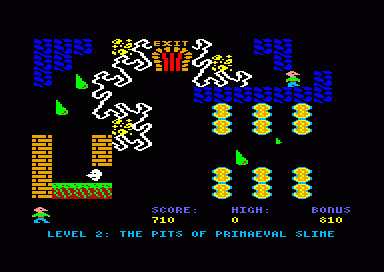 EXIT
SCORE: HIGH: BONUS
710 0 810
LEVEL 2: THE PITS OF PRIMAEVAL SLIME